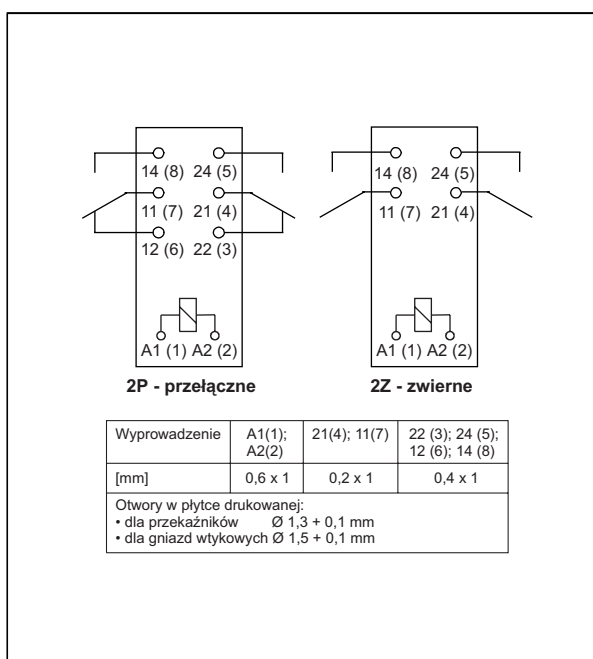 14 (8) 24 (5)
11 (7) 21 (4)
12 (6) 22 (3)
A1 (1) A2 (2)
2P - przełączne
14 (8) 24 (5)
11 (7) 21 (4)
A1 (1) A2 (2)
2Z - zwierne
Wyprowadzenie A1(1); 21(4); 11(7) 22 (3); 24 (5);
A2(2) 12 (6); 14 (8)
[mm] 0,6 x 1 0,2 x 1 0,4 x 1
Otwory w płytce drukowanej:
• dla przekaźników Ø 1,3 + 0,1 mm
• dla gniazd wtykowych Ø 1,5 + 0,1 mm